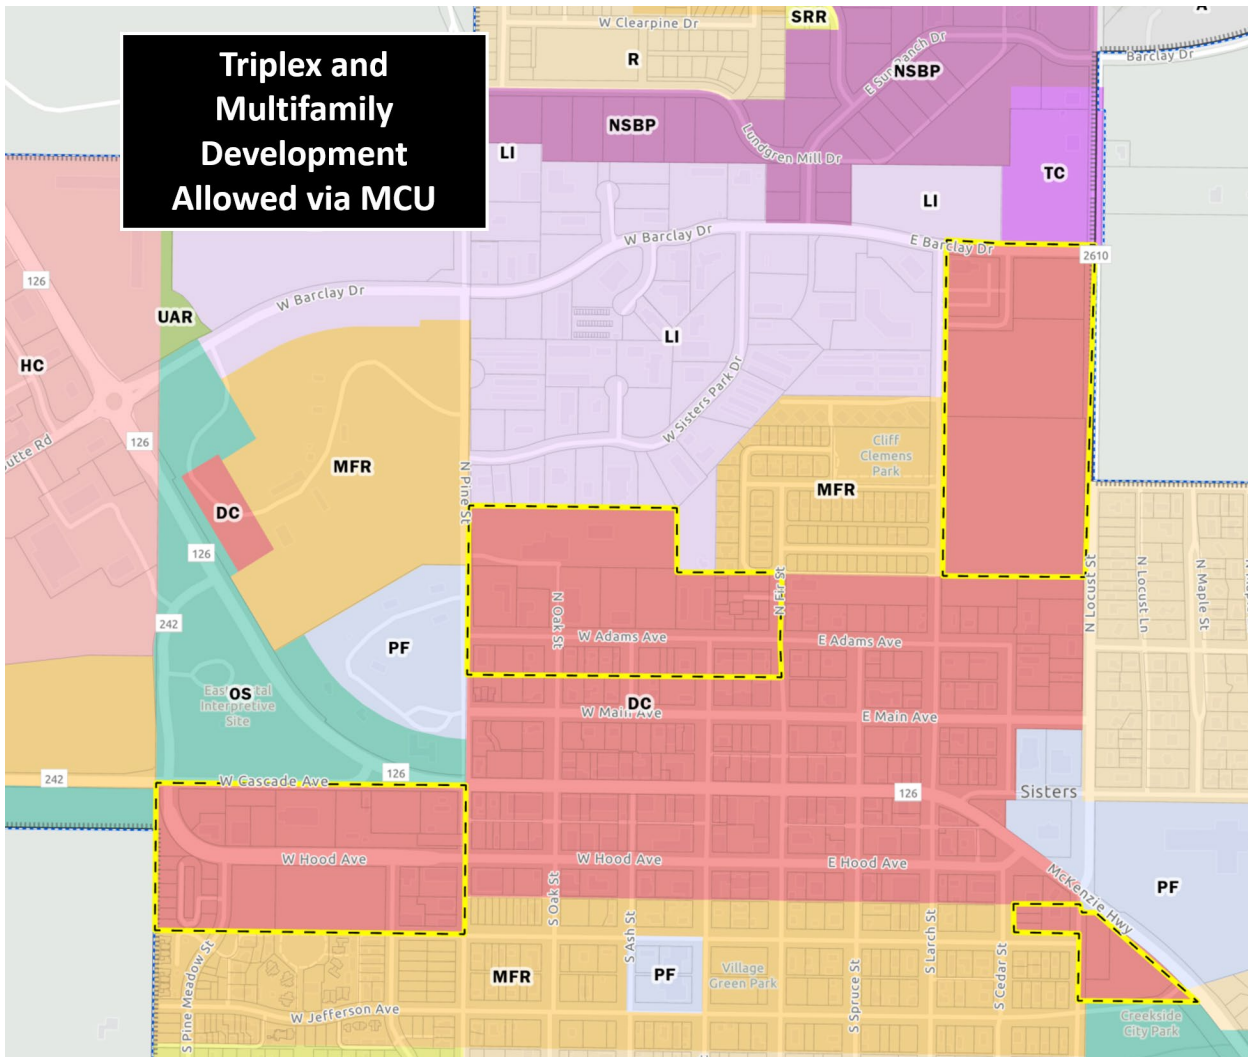 Triplex and
Multifamily
Development
Allowed via MCU
W Clearpine Dr
SRR
R
NSBP
E Sun Ranch Dr
Barclay Dr
NSBP
LI
Lundgren Mill Dr
TC
LI
W Barclay Dr
E Barclay Dr
2610
126
W Barclay Dr
UAR
HC
LI
W Sisters Park Dr
126
Butte Rd
MFR
N Pine St
Cliff
Clemens
Park
MFR
DC
126
N Locust St
N Locust Ln
N Maple St
N Fir St
N Oak St
242
W Adams Ave
E Adams Ave
PF
OS
Interpretive
Site
DC
W Main Ave
E Main Ave
242
W Cascade Ave
126
126
Sisters
W Hood Ave
W Hood Ave
E Hood Ave
McKenzie Hwy
PF
S Oak St
S Ash St
S Larch St
S Pine Meadow St
MFR
PF
Village
Green Park
S Spruce St
S Cedar St
W Jefferson Ave
Creekside
City Park